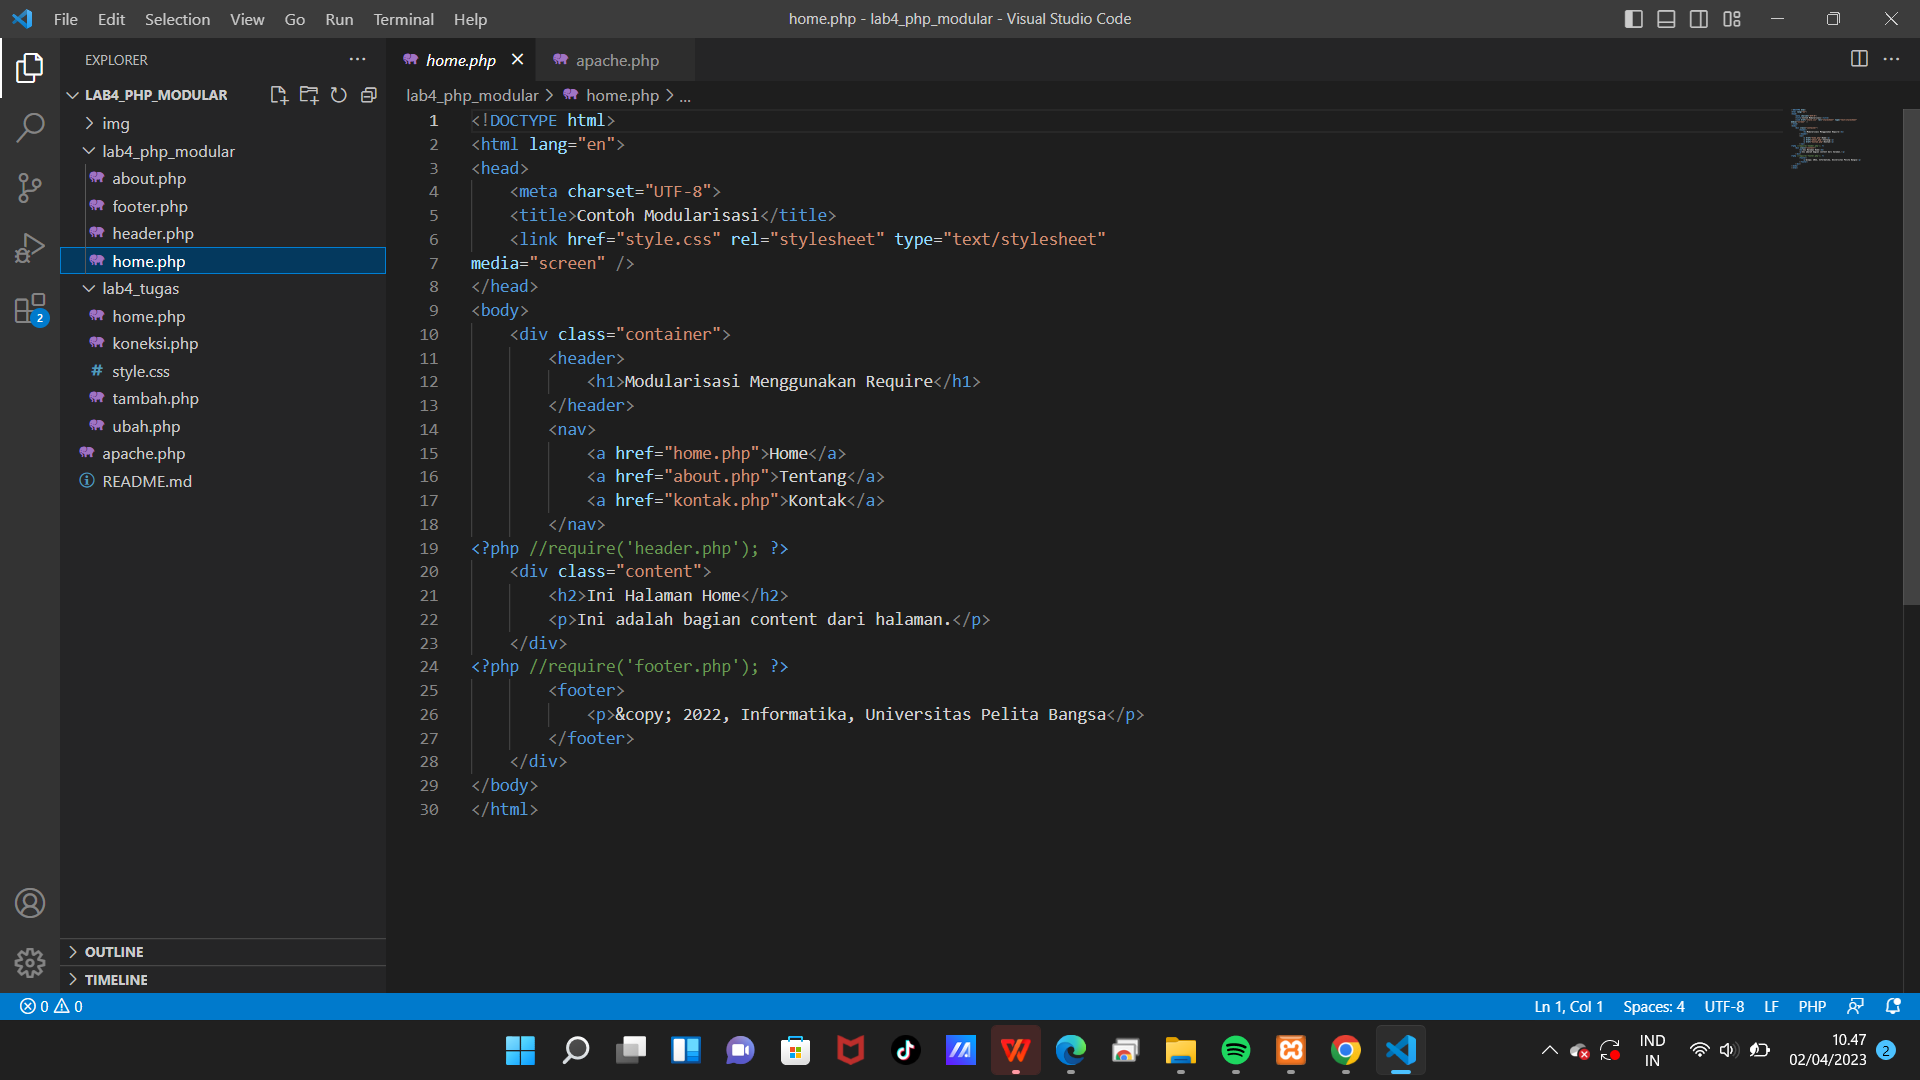 File Edit Selection View Go Run Terminal Help
home.php - lab4_php_modular - Visual Studio Code
EXPLORER
LAB4_PHP_MODULAR
img
lab4_php_modular
about.php
footer.php
header.php
home.php
lab4_tugas
home.php
koneksi.php
style.css
tambah.php
ubah.php
apache.php
README.md
OUTLINE
TIMELINE
2
home.php apache.php
lab4_php_modular > home.php > ...
1 <!DOCTYPE html>
2 <html lang="en">
3 <head>
4 <meta charset="UTF-8">
5 <title>Contoh Modularisasi</title>
6 <link href="style.css" rel="stylesheet" type="text/stylesheet"
7 media="screen" />
8 </head>
9 <body>
10 <div class="container">
11 <header>
12 <h1>Modularisasi Menggunakan Require</h1>
13 </header>
14 <nav>
15 <a href="home.php">Home</a>
16 <a href="about.php">Tentang</a>
17 <a href="kontak.php">Kontak</a>
18 </nav>
19 <?php //require('header.php'); ?>
20 <div class="content">
21 <h2>Ini Halaman Home</h2>
22 <p>Ini adalah bagian content dari halaman.</p>
23 </div>
24 <?php //require('footer.php'); ?>
25 <footer>
26 <p>&copy; 2022, Informatika, Universitas Pelita Bangsa</p>
27 </footer>
28 </div>
29 </body>
30 </html>
0 0
Ln 1, Col 1 Spaces: 4 UTF-8 LF PHP
IND
IN
10.47
02/04/2023
2